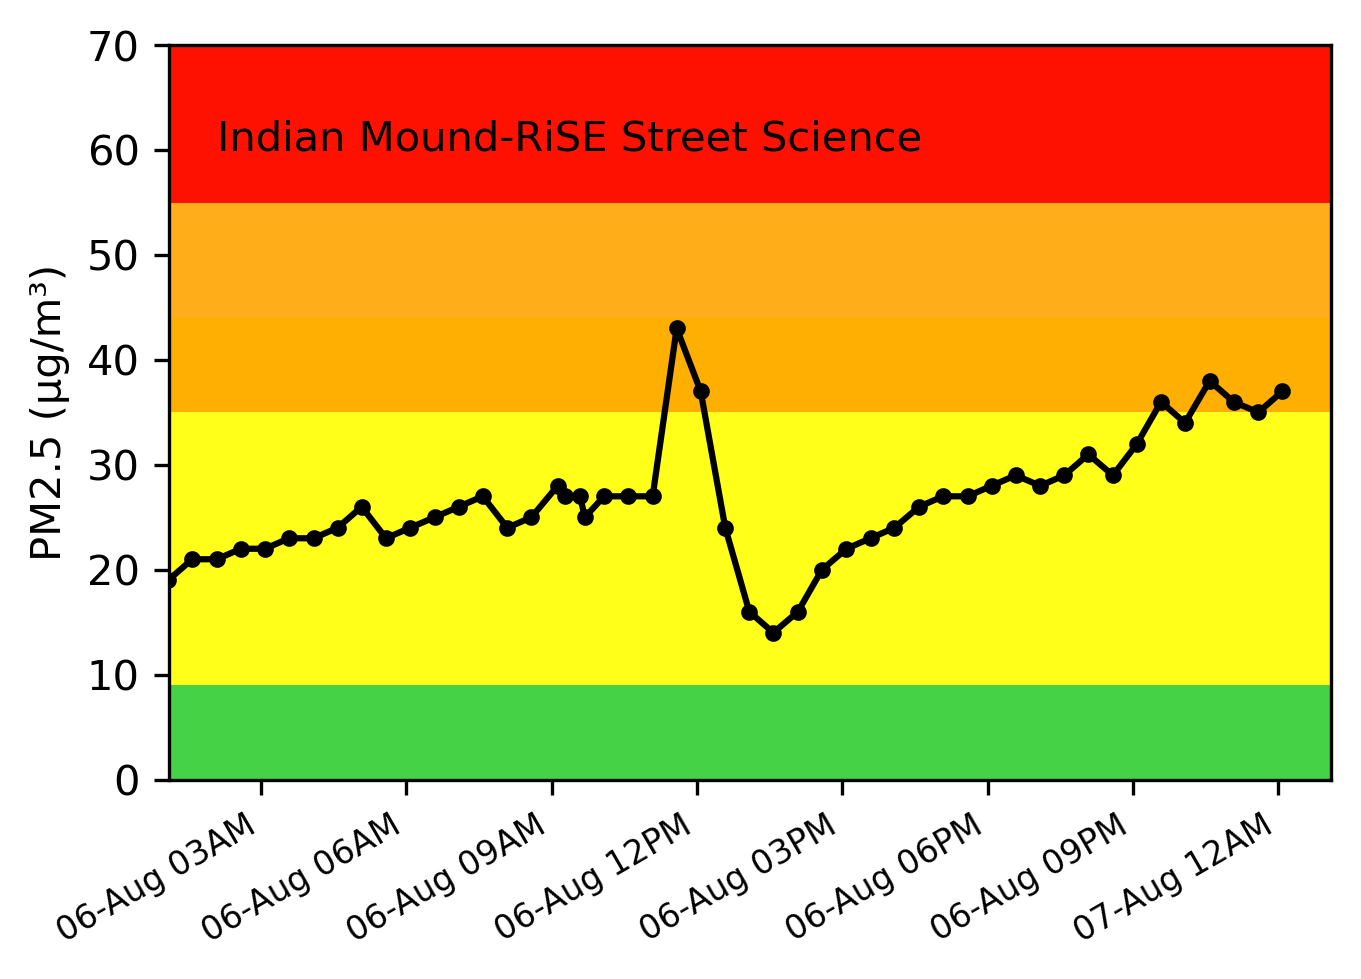 70
Indian Mound-RiSE Street Science
60
50
40
30
20
10
0
PM2.5 (µg/m³)
06-Aug 03AM
06-Aug 06AM
06-Aug 09AM
06-Aug 12PM
06-Aug 03PM
06-Aug 06PM
06-Aug 09PM
07-Aug 12AM